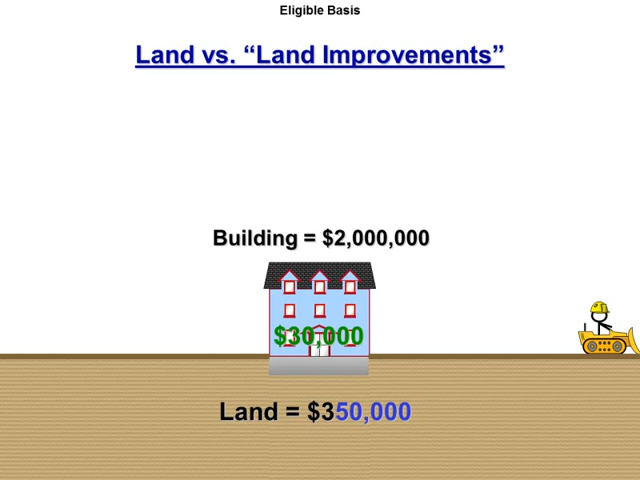 Eligible Basis
Land vs. “Land Improvements”
Building = $2,000,000
$30,000
Land = $350,000